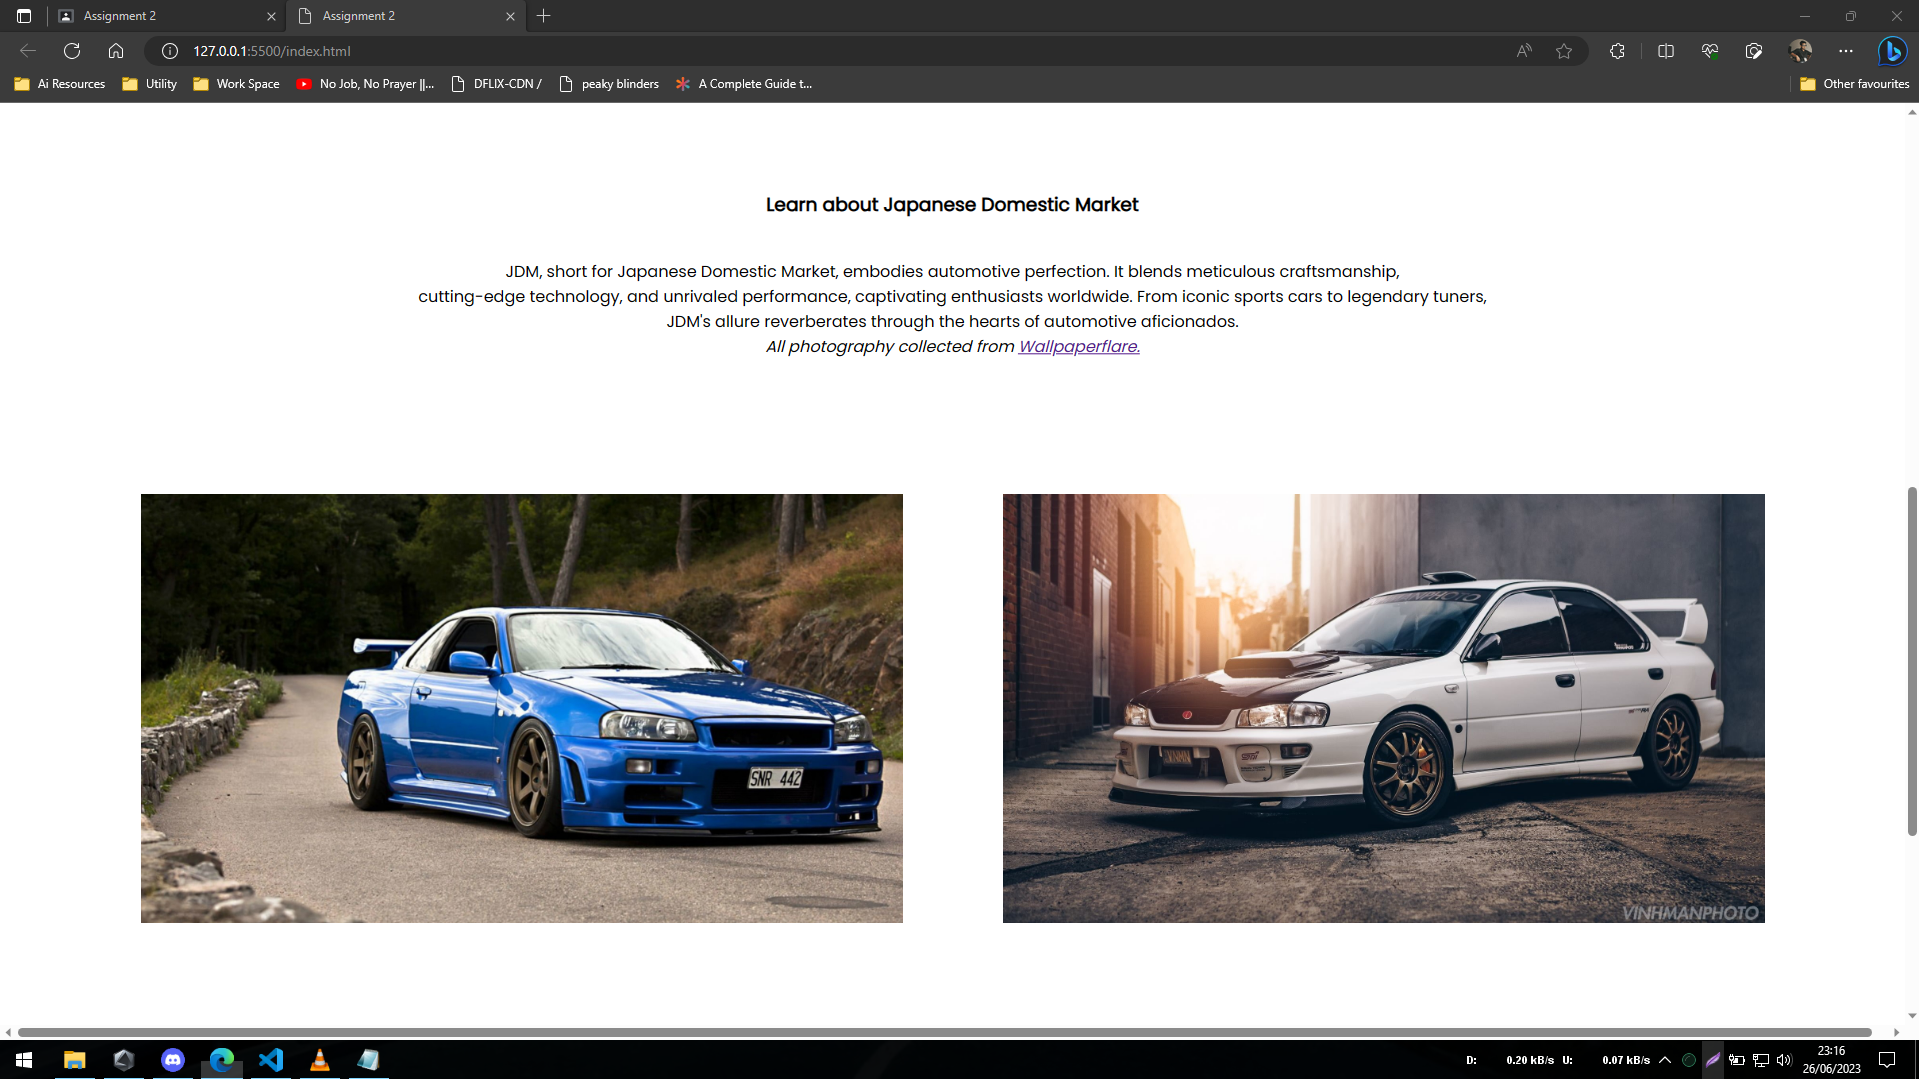 Assignment 2
Assignment 2
127.0.0.1:5500/index.html
Ai Resources
Utility
Work Space
No Job, No Prayer ||...
DFLIX-CDN /
peaky blinders
A Complete Guide t...
Other favourites
Learn about Japanese Domestic Market
JDM, short for Japanese Domestic Market, embodies automotive perfection. It blends meticulous craftsmanship,
cutting-edge technology, and unrivaled performance, captivating enthusiasts worldwide. From iconic sports cars to legendary tuners,
JDM's allure reverberates through the hearts of automotive aficionados.
All photography collected from Wallpaperflare.
SNR 442
VINHMANPHOTO
D: 0.20 kB/s U: 0.07 kB/s
23:16
26/06/2023